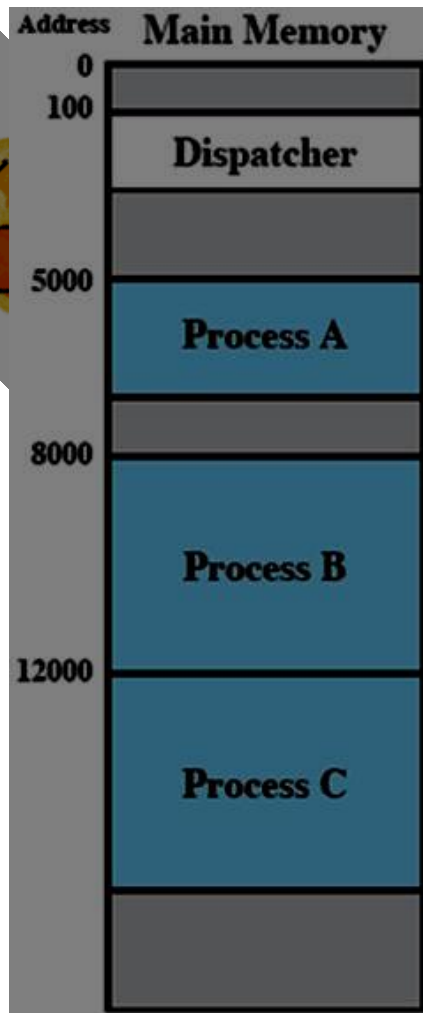 Address Main Memory
0
100
Dispatcher
5000
Process A
8000
Process B
12000
Process C